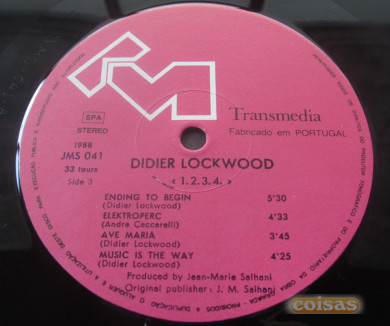 Transmedia
Fabricado em PORTUGAL
SPA
STEREO
1988
JMS 041
33 tours
Side 3
DIDIER LOCKWOOD
« 1.2.3.4. »
ENDING TO BEGIN 5'30
(Didier Lockwood)
ELEKTROPERC 4'33
(Andre Ceccarelli)
AVE MARIA 3'45
(Didier Lockwood)
MUSIC IS THE WAY 4'25
(Didier Lockwood)
Produced by Jean-Marie Salhani
Original publisher : J. M. Salhani
coisas